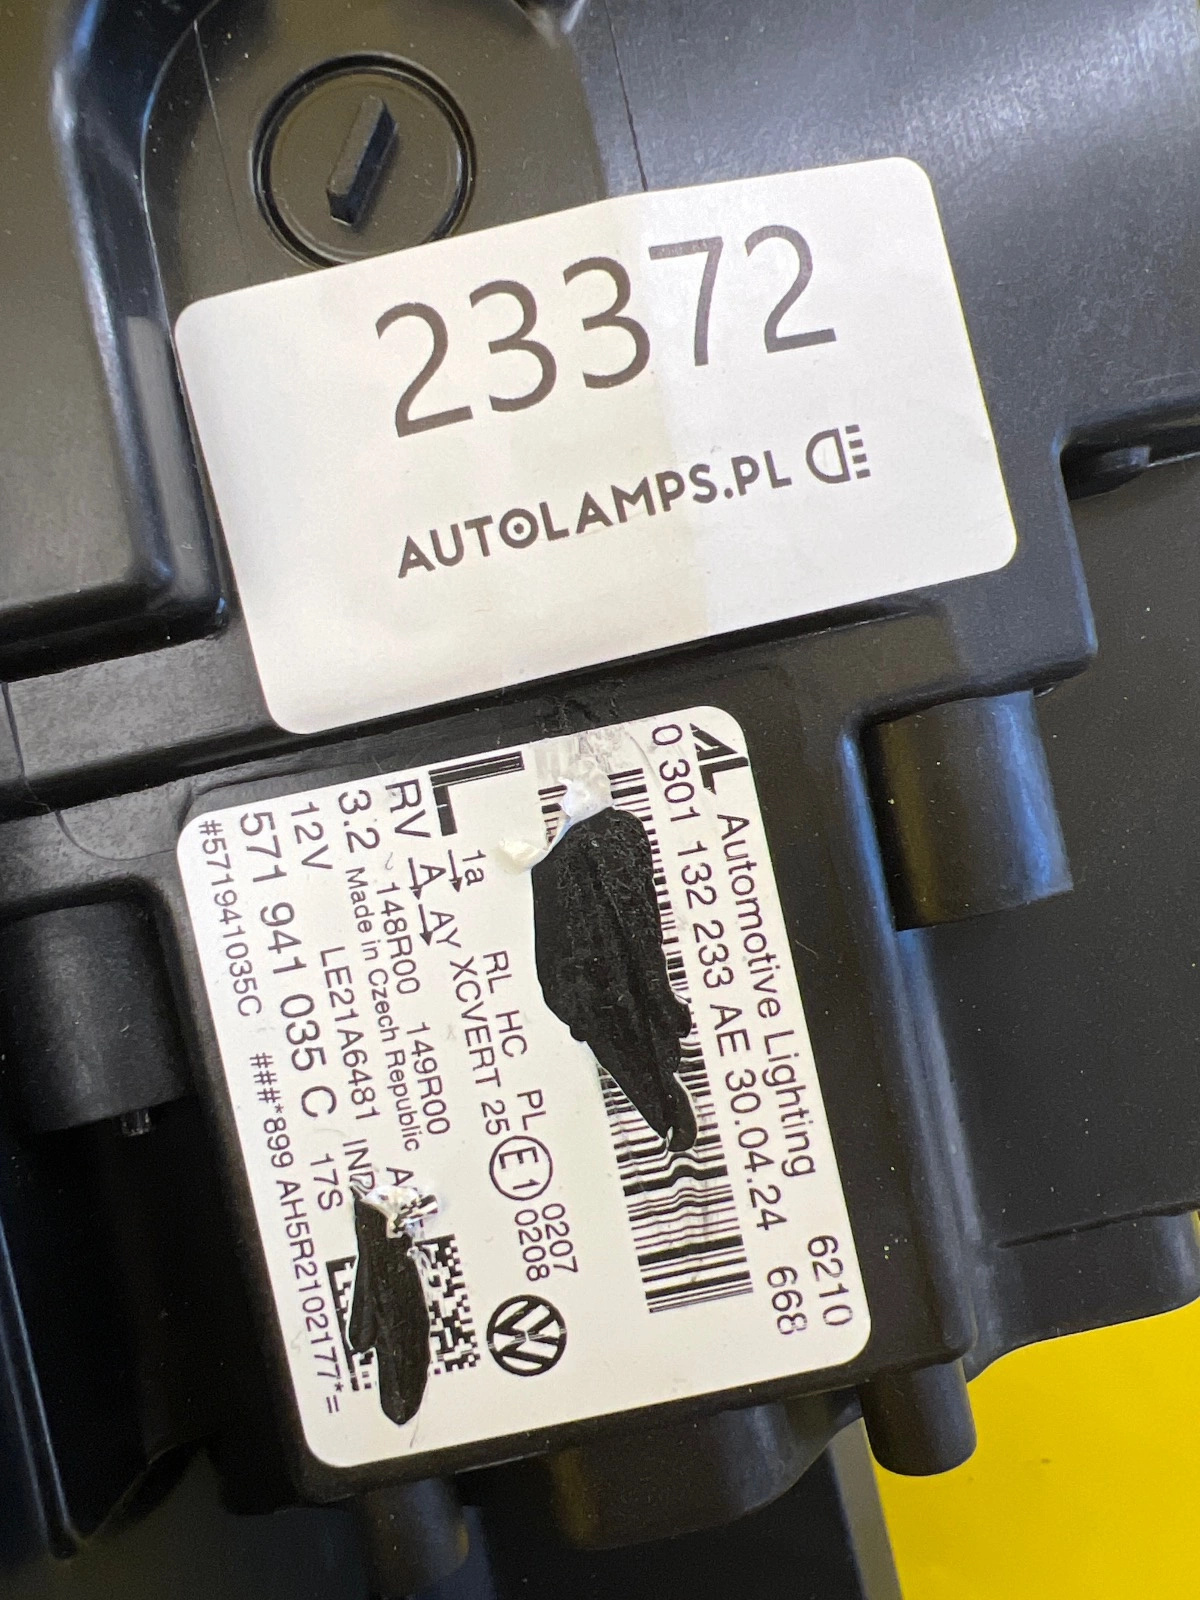 23372
AUTOLAMPS.PL
AL Automotive Lighting 6210
0 301 132 233 AE 30.04.24 668
L 1a RL HC PL E1 0207
0208
RV A AY XCVERT 25
148R00 149R00
3.2 Made in Czech Republic
12V LE21A6481
571 941 035 C 17S
#571941035C ###*899 AH5R2102177*=